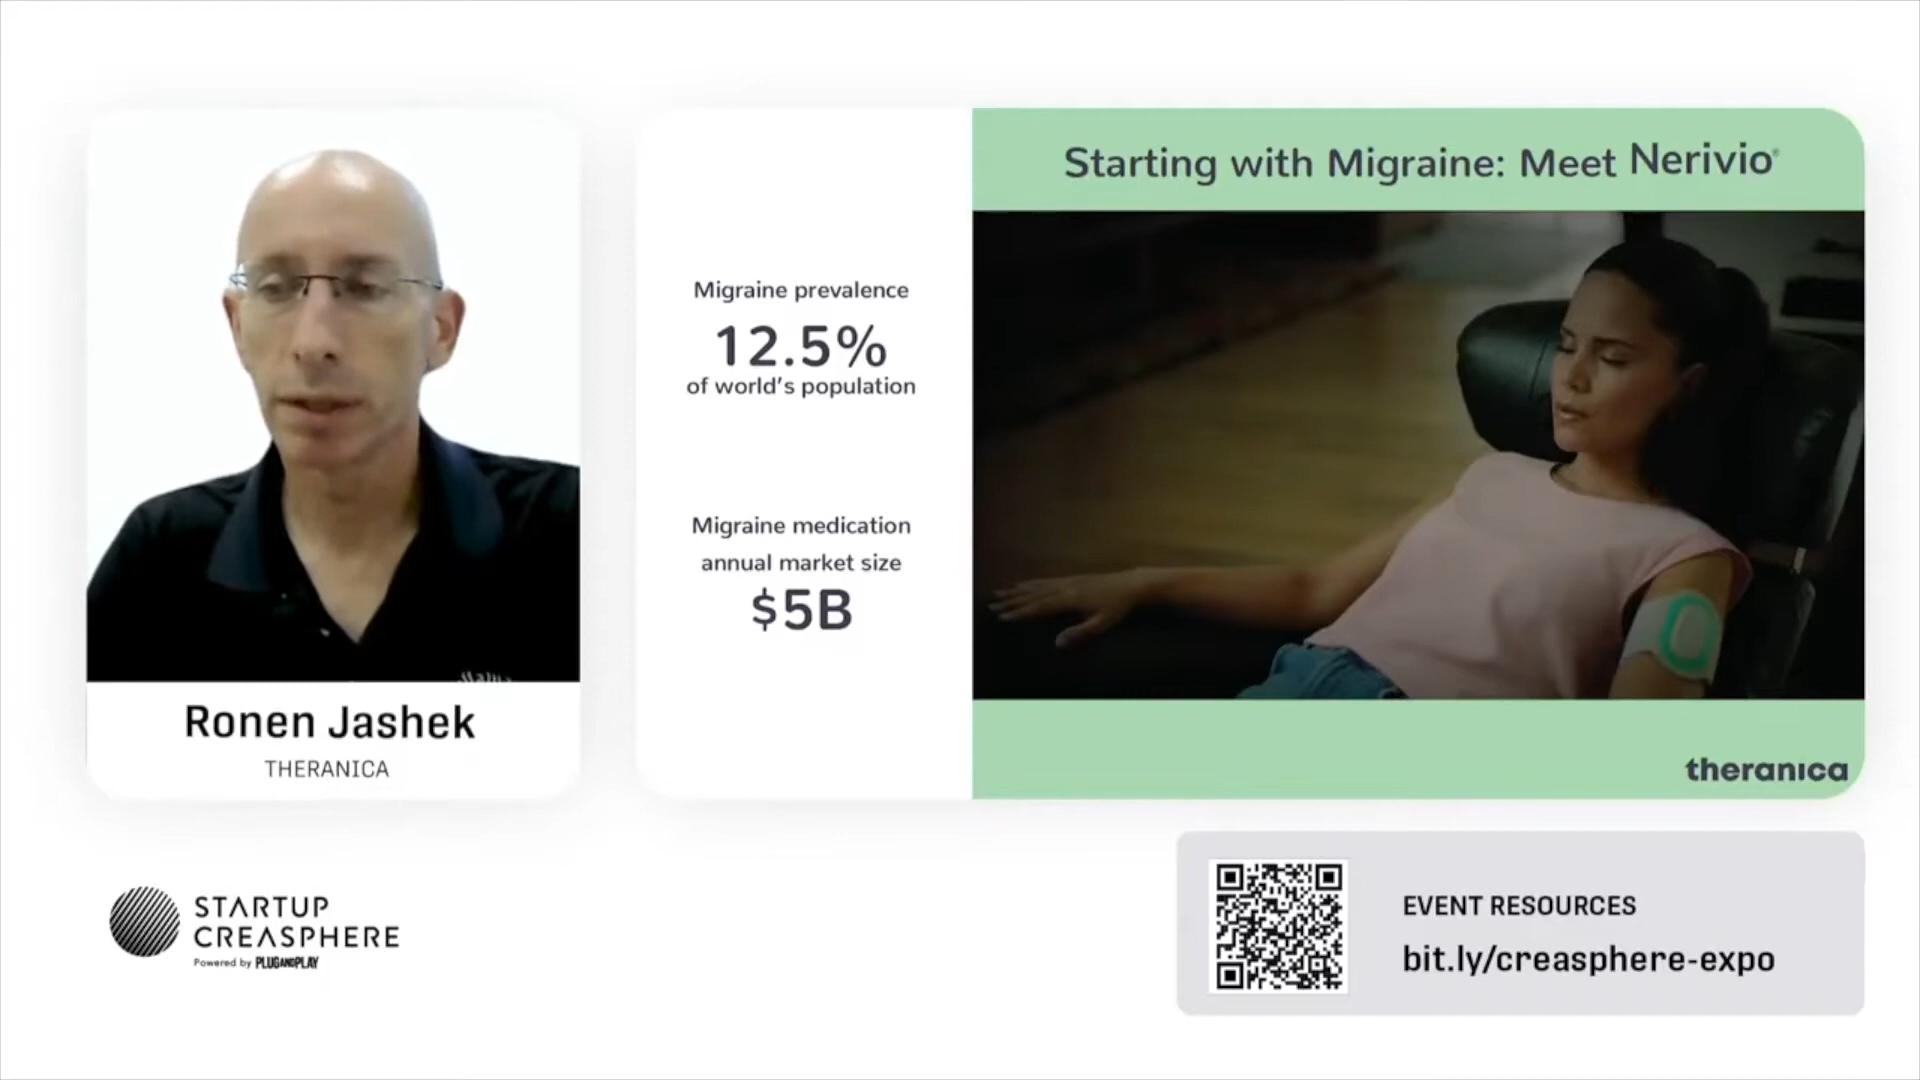 Starting with Migraine: Meet Nerivio®
Migraine prevalence
12.5%
of world's population
Migraine medication
annual market size
$5B
Ronen Jashek
THERANICA
theranica
STARTUP
CREASPHERE
Powered by PLUGANDPLAY
EVENT RESOURCES
bit.ly/creasphere-expo